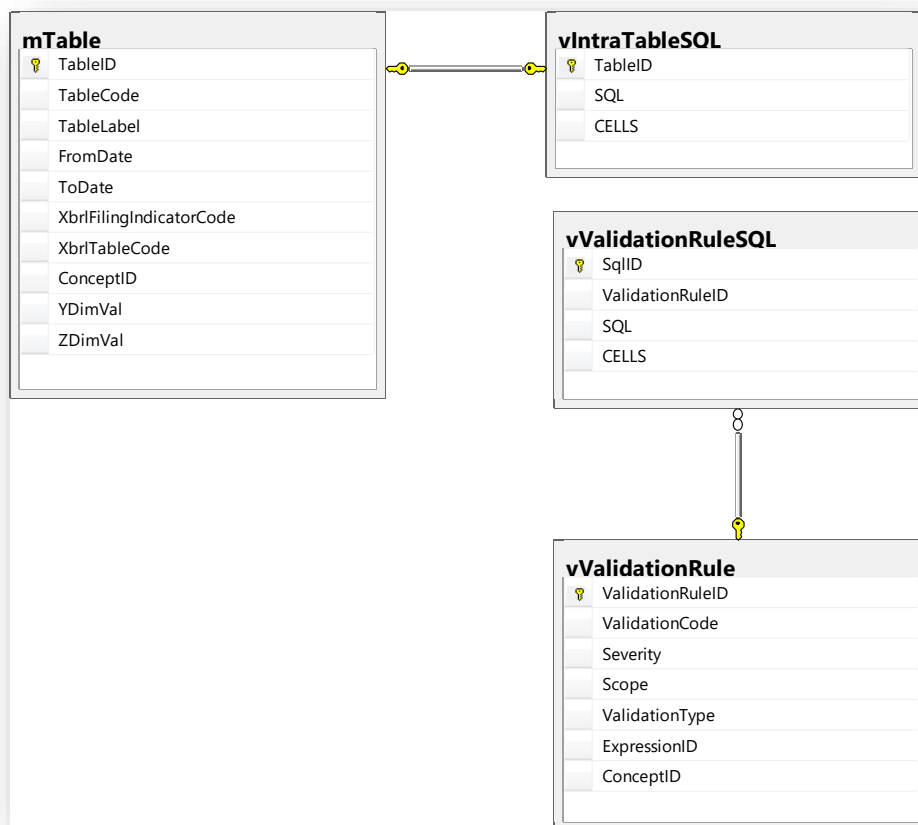 mTable
TableID
TableCode
TableLabel
FromDate
ToDate
XbrlFilingIndicatorCode
XbrlTableCode
ConceptID
YDimVal
ZDimVal
vIntraTableSQL
TableID
SQL
CELLS
vValidationRuleSQL
SqlID
ValidationRuleID
SQL
CELLS
vValidationRule
ValidationRuleID
ValidationCode
Severity
Scope
ValidationType
ExpressionID
ConceptID